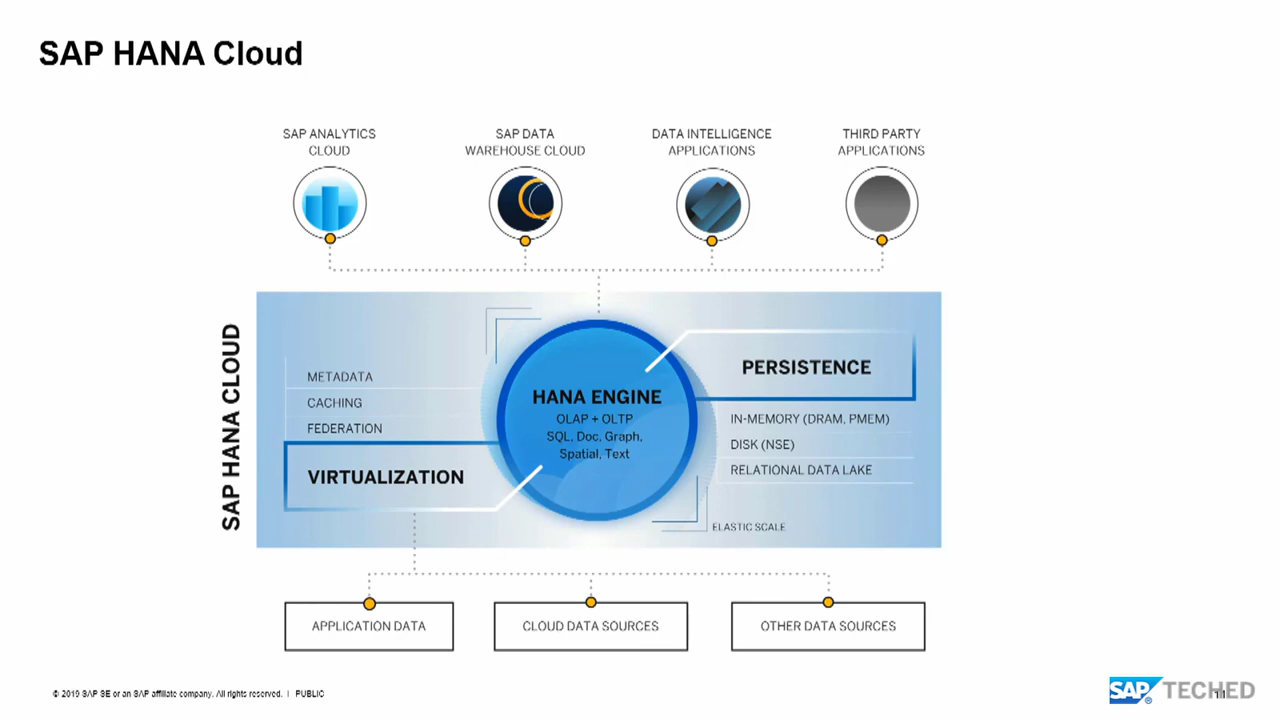 SAP HANA Cloud
SAP ANALYTICS
CLOUD
SAP DATA
WAREHOUSE CLOUD
DATA INTELLIGENCE
APPLICATIONS
THIRD PARTY
APPLICATIONS
SAP HANA CLOUD
METADATA
CACHING
FEDERATION
VIRTUALIZATION
HANA ENGINE
OLAP + OLTP
SQL, Doc, Graph,
Spatial, Text
PERSISTENCE
IN-MEMORY (DRAM, PMEM)
DISK (NSE)
RELATIONAL DATA LAKE
ELASTIC SCALE
APPLICATION DATA
CLOUD DATA SOURCES
OTHER DATA SOURCES
© 2019 SAP SE or an SAP affiliate company. All rights reserved. | PUBLIC
SAP® TECHED